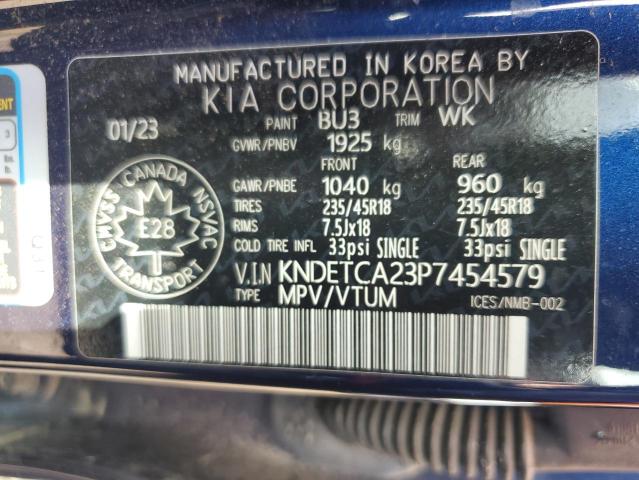 MANUFACTURED IN KOREA BY
KIA CORPORATION
01/23 PAINT BU3 TRIM WK
GVWR/PNBV 1925 kg
FRONT REAR
GAWR/PNBE 1040 kg 960 kg
TIRES 235/45R18 235/45R18
RIMS 7.5Jx18 7.5Jx18
COLD TIRE INFL 33psi SINGLE 33psi SINGLE
V.I.N KNDETCA23P7454579
TYPE MPV/VTUM ICES/NMB-002
CANADA
CMVSS NSVAC
E28
TRANSPORT
ENT
3